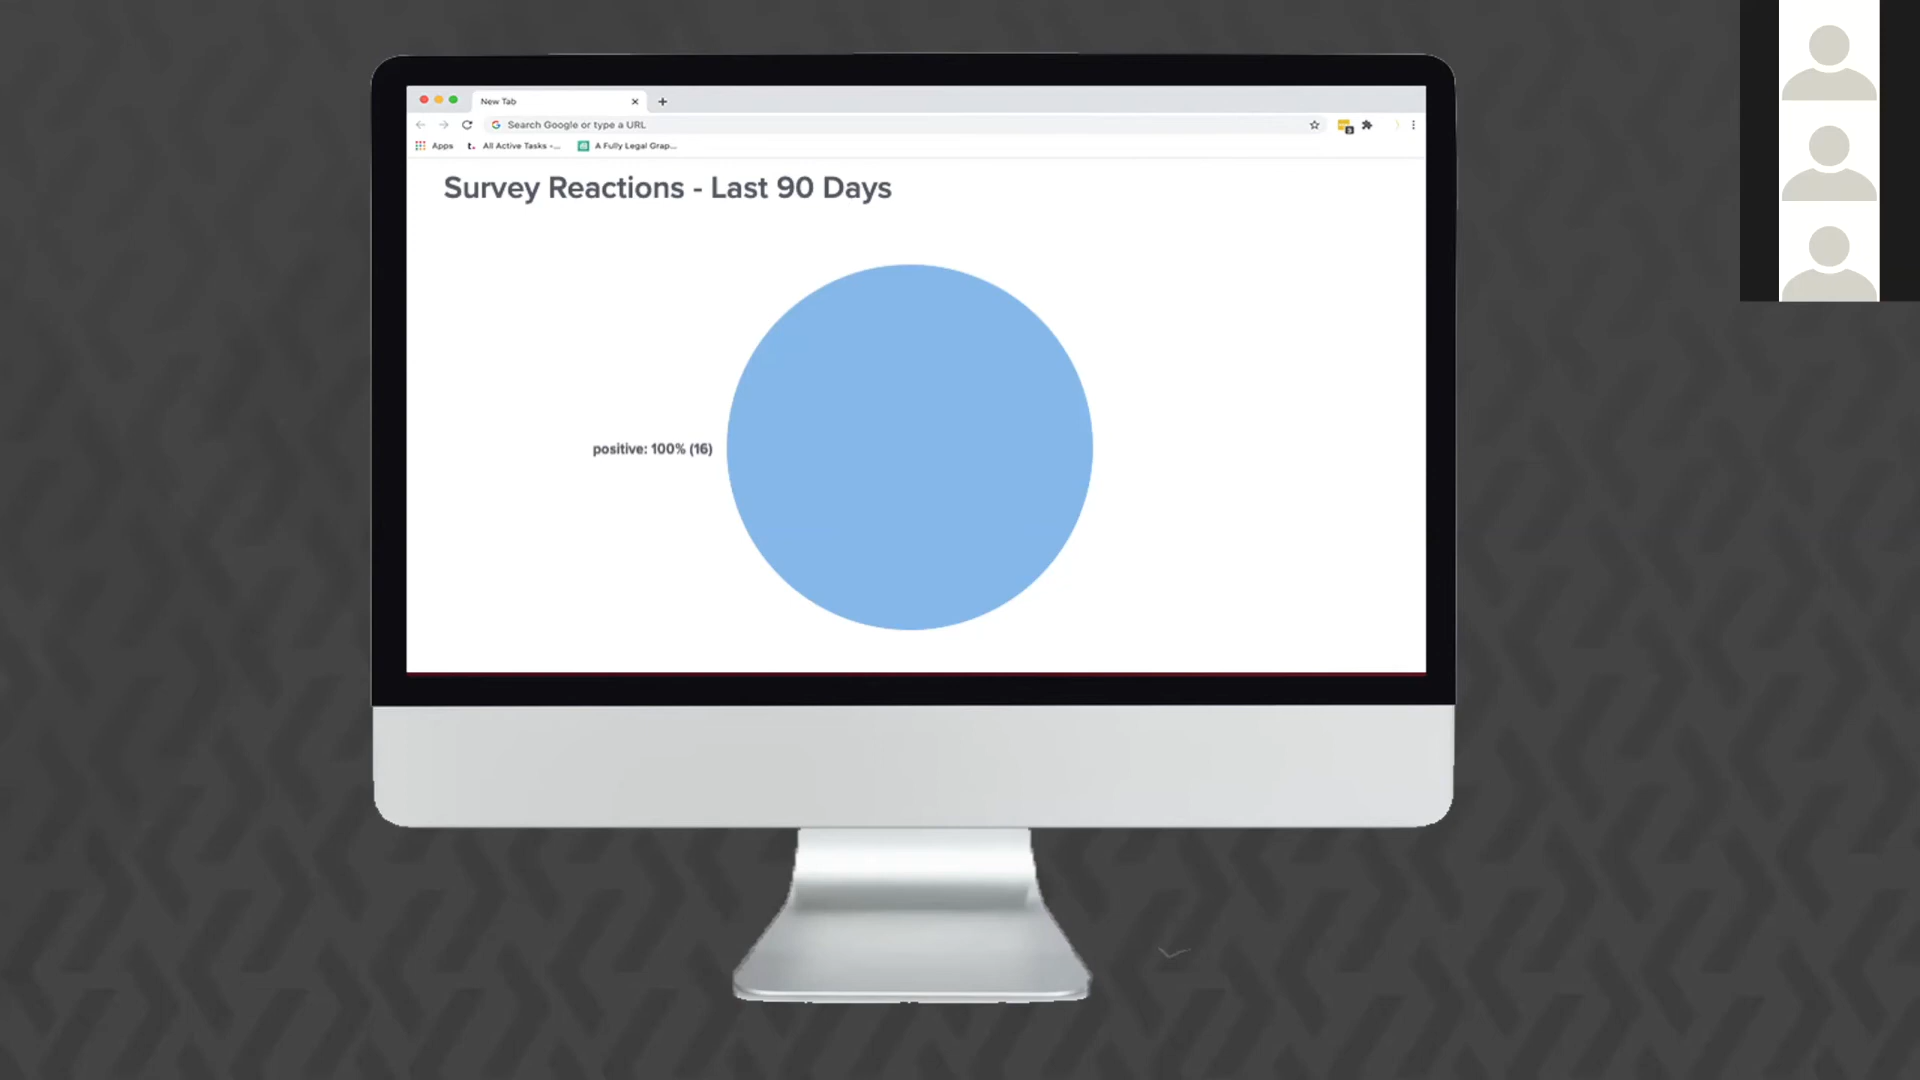 New Tab
Search Google or type a URL
Apps
t. All Active Tasks -...
A Fully Legal Grap...
Survey Reactions - Last 90 Days
positive: 100% (16)